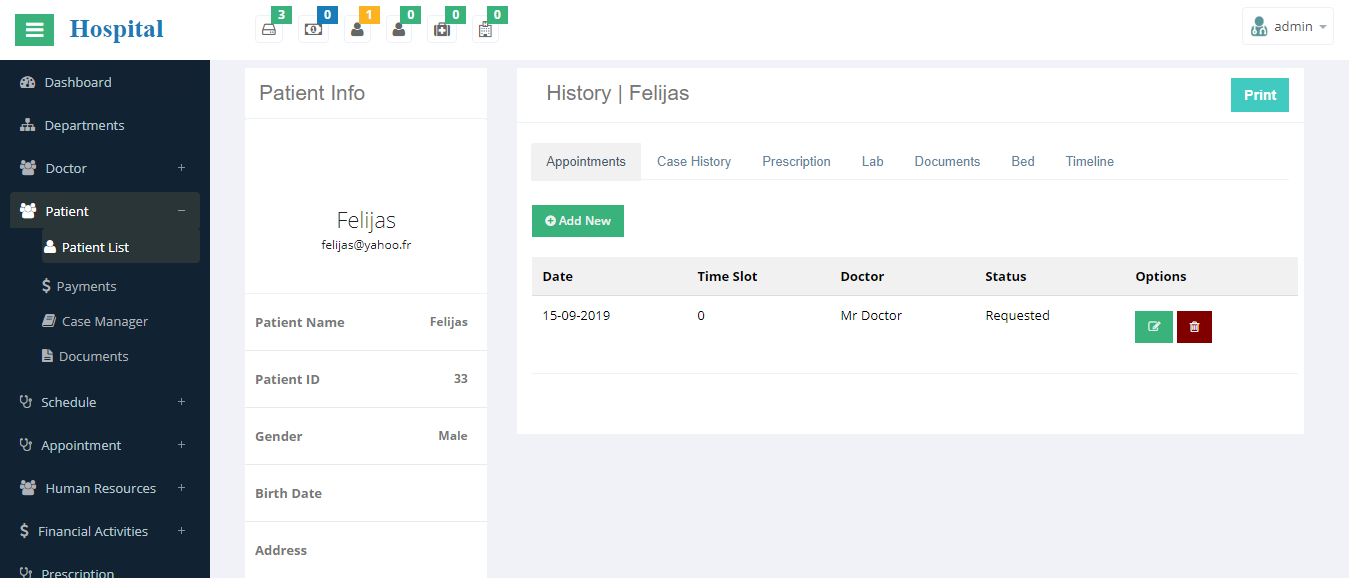 Hospital
3 0 1 0 0 0
admin
Dashboard
Departments
Doctor +
Patient −
Patient List
Payments
Case Manager
Documents
Schedule +
Appointment +
Human Resources +
Financial Activities +
Prescription
Patient Info
Felijas
felijas@yahoo.fr
Patient Name Felijas
Patient ID 33
Gender Male
Birth Date
Address
History | Felijas
Print
Appointments Case History Prescription Lab Documents Bed Timeline
Add New
Date Time Slot Doctor Status Options
15-09-2019 0 Mr Doctor Requested